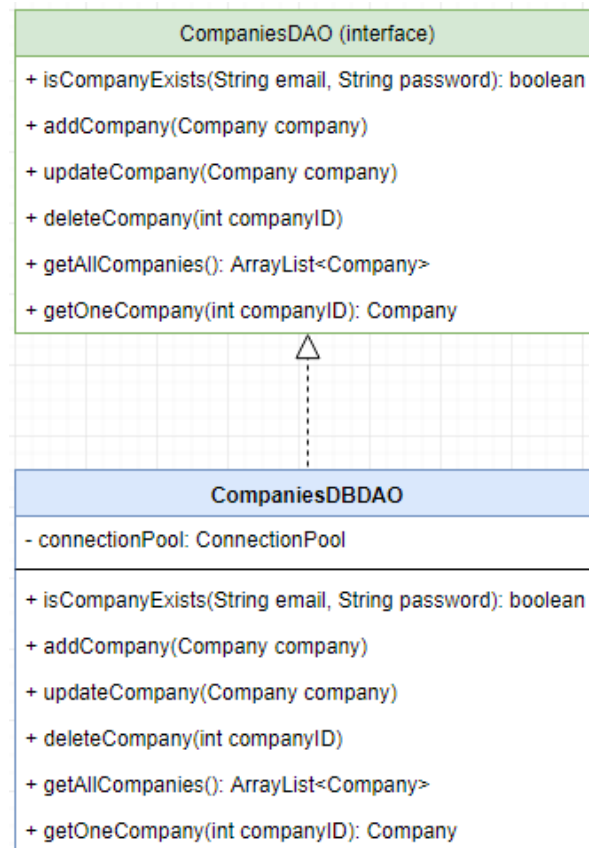 CompaniesDAO (interface)
+ isCompanyExists(String email, String password): boolean
+ addCompany(Company company)
+ updateCompany(Company company)
+ deleteCompany(int companyID)
+ getAllCompanies(): ArrayList<Company>
+ getOneCompany(int companyID): Company
CompaniesDBDAO
- connectionPool: ConnectionPool
+ isCompanyExists(String email, String password): boolean
+ addCompany(Company company)
+ updateCompany(Company company)
+ deleteCompany(int companyID)
+ getAllCompanies(): ArrayList<Company>
+ getOneCompany(int companyID): Company